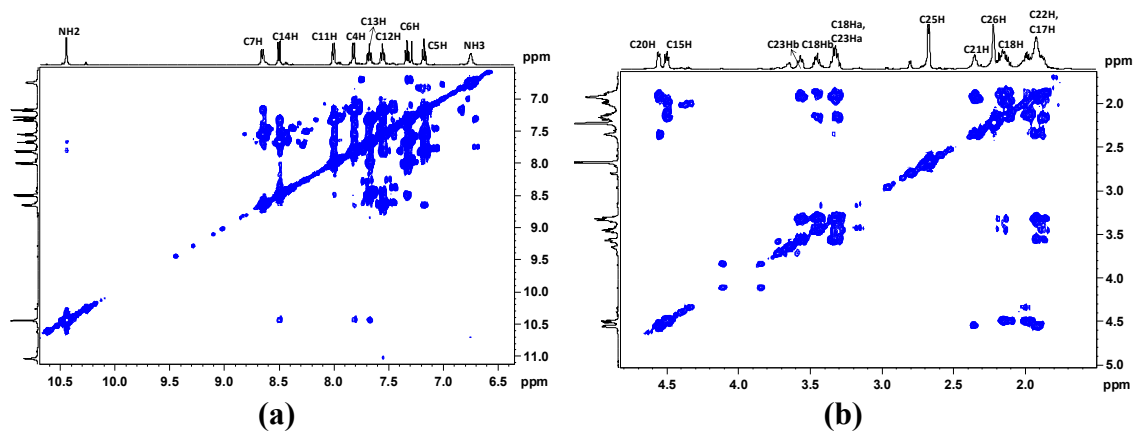 NH2
C7H
C14H
C11H
C4H
C13H
C12H
C6H
C5H
NH3
ppm
7.0
7.5
8.0
8.5
9.0
9.5
10.0
10.5
11.0
10.5 10.0 9.5 9.0 8.5 8.0 7.5 7.0 6.5 ppm
(a)
C20H
C15H
C23Hb
C18Hb
C18Ha,
C23Ha
C25H
C21H
C26H
C18H
C22H,
C17H
ppm
2.0
2.5
3.0
3.5
4.0
4.5
5.0
4.5 4.0 3.5 3.0 2.5 2.0 ppm
(b)